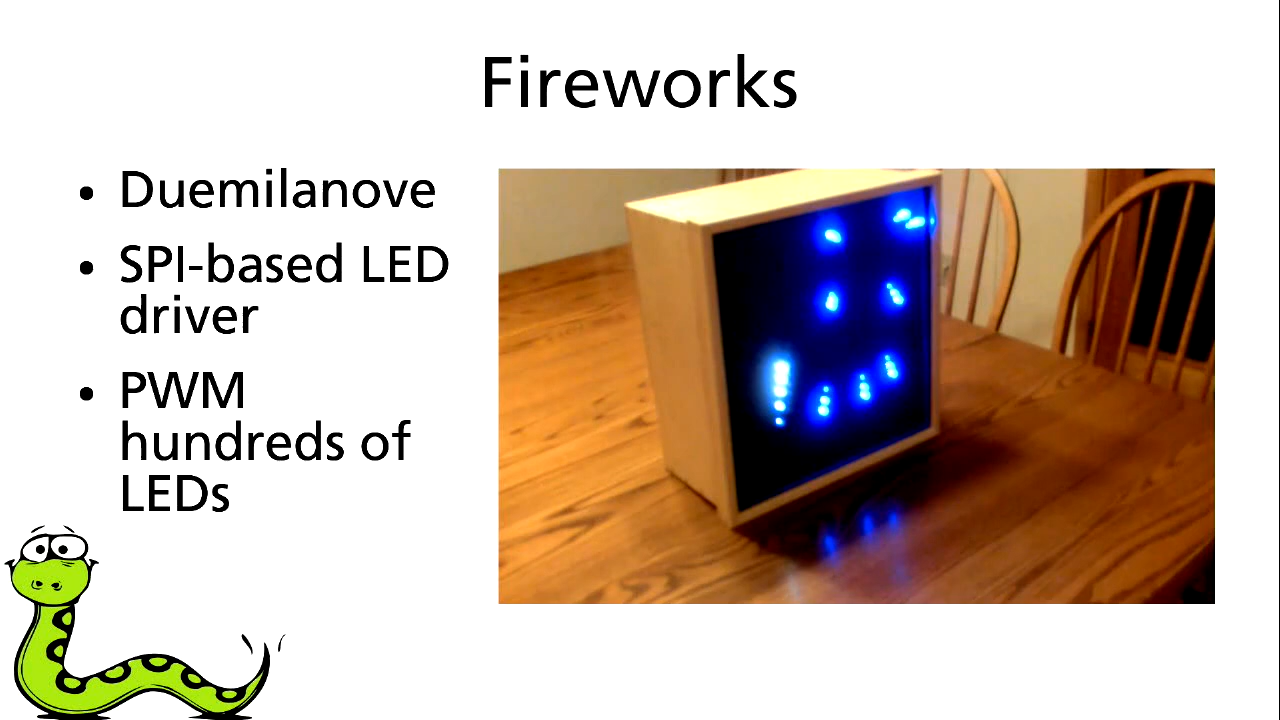 Fireworks
• Duemilanove
• SPI-based LED
driver
• PWM
hundreds of
LEDs